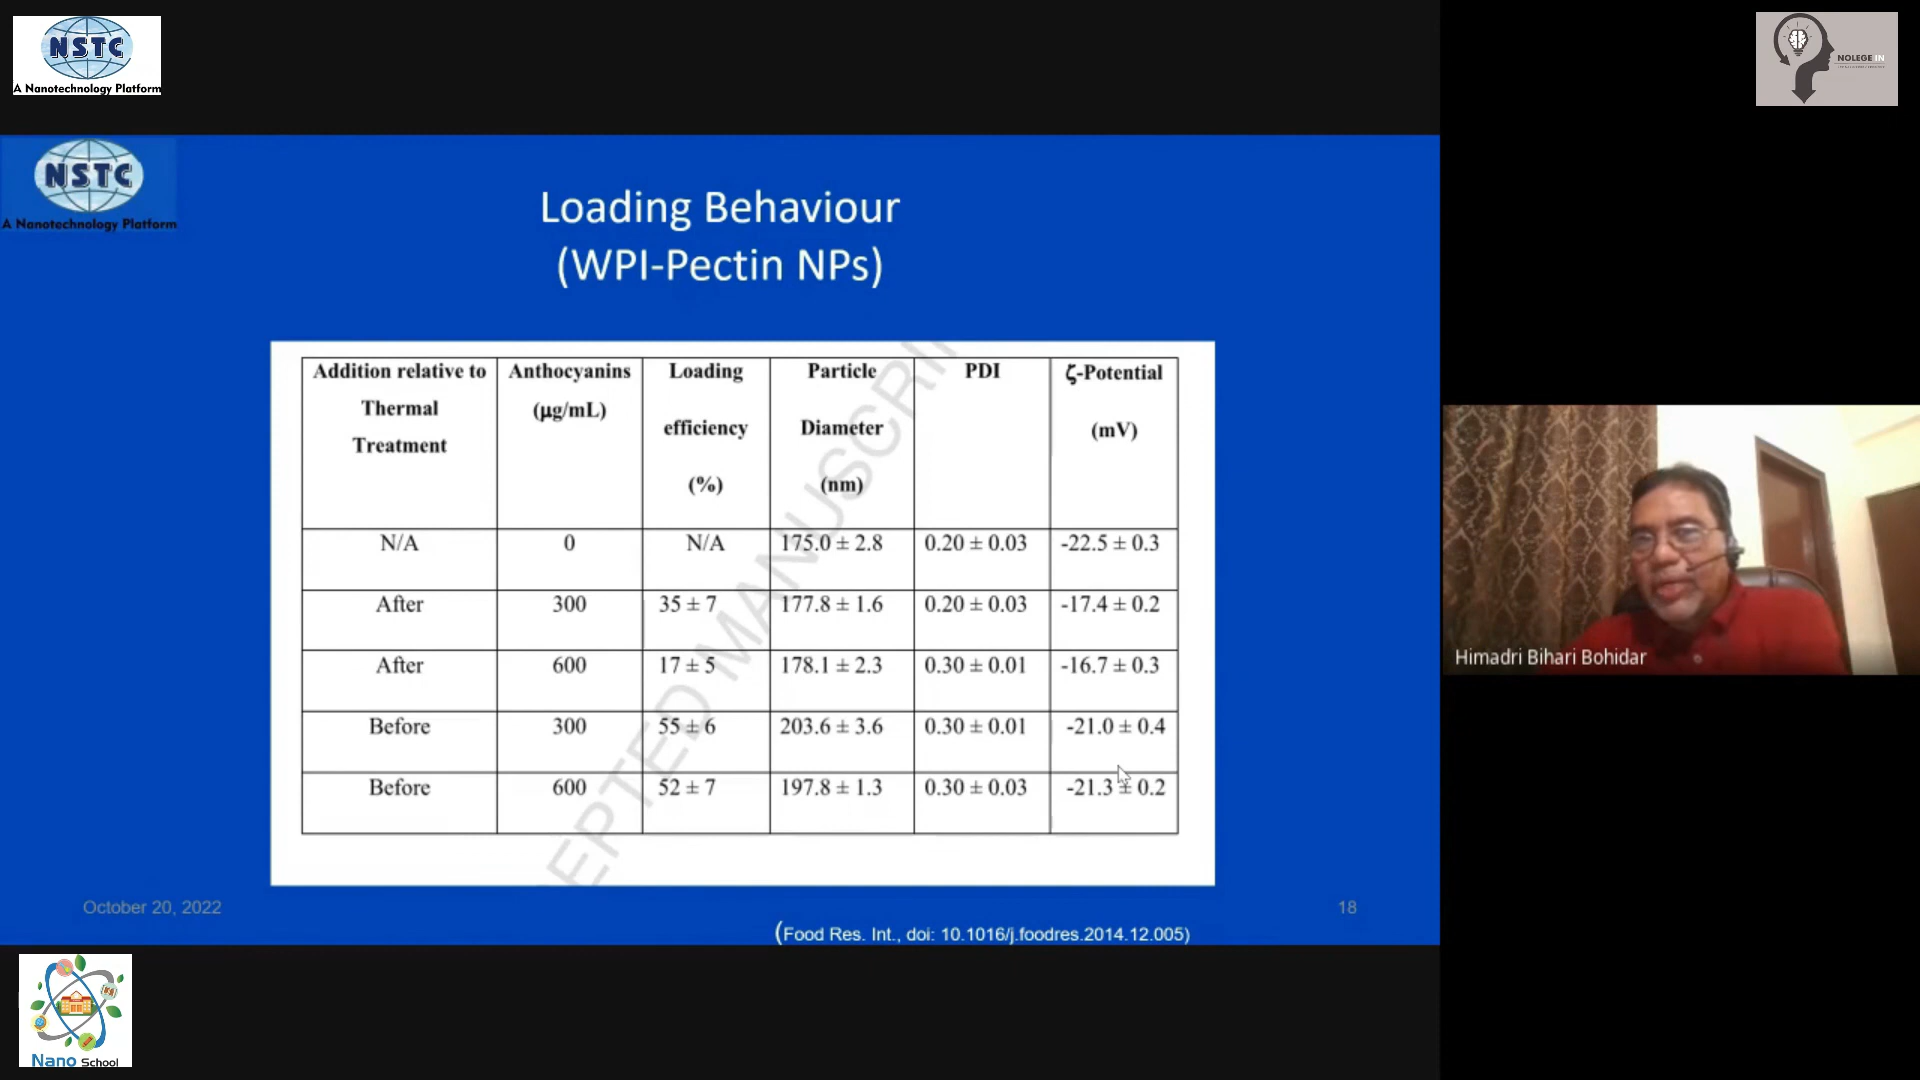 NSTC
A Nanotechnology Platform
NOLEGE IN
NSTC
A Nanotechnology Platform
Loading Behaviour
(WPI-Pectin NPs)
Addition relative to Thermal Treatment	Anthocyanins (µg/mL)	Loading efficiency (%)	Particle Diameter (nm)	PDI	ζ-Potential (mV)
N/A	0	N/A	175.0 ± 2.8	0.20 ± 0.03	-22.5 ± 0.3
After	300	35 ± 7	177.8 ± 1.6	0.20 ± 0.03	-17.4 ± 0.2
After	600	17 ± 5	178.1 ± 2.3	0.30 ± 0.01	-16.7 ± 0.3
Before	300	55 ± 6	203.6 ± 3.6	0.30 ± 0.01	-21.0 ± 0.4
Before	600	52 ± 7	197.8 ± 1.3	0.30 ± 0.03	-21.3 ± 0.2
EPTED MANUSCRI
October 20, 2022
18
(Food Res. Int., doi: 10.1016/j.foodres.2014.12.005)
Himadri Bihari Bohidar
Nano School